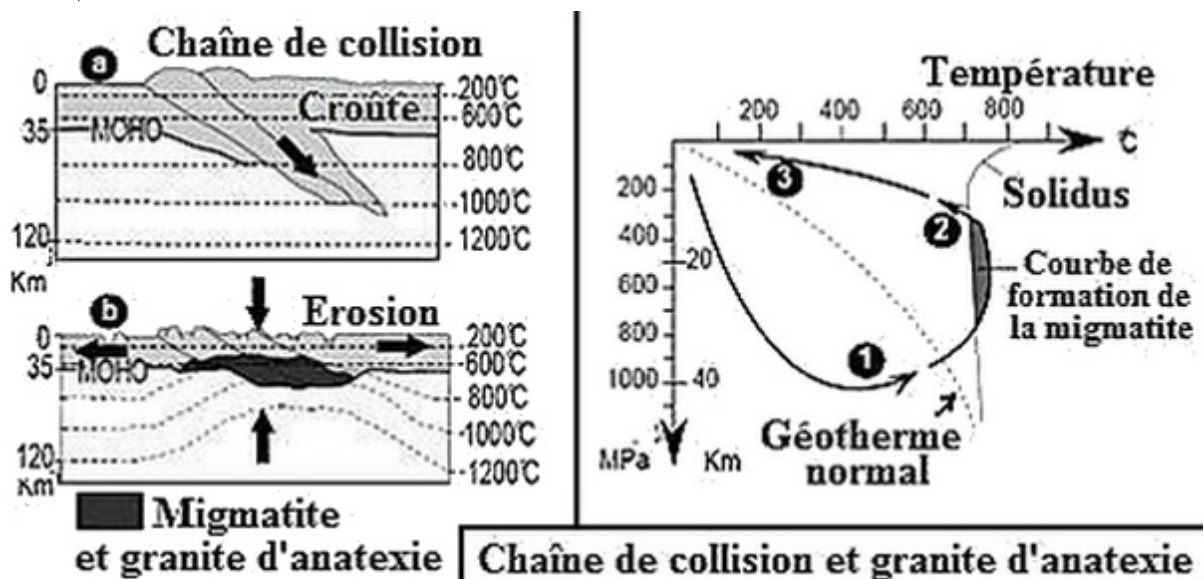 Chaîne de collision
a
0
200℃
Croute
600℃
35
MOHO
800℃
1000℃
120
1200℃
Km
b
Erosion
0
200℃
35
600℃
MOHO
800℃
1000℃
120
1200℃
Km
Migmatite
et granite d'anatexie
Température
200 400 600 800
℃
3
200
Solidus
2
400
20
Courbe de
formation de
la migmatite
600
800
1
1000
40
Géotherme
normal
MPa
Km
Chaîne de collision et granite d'anatexie